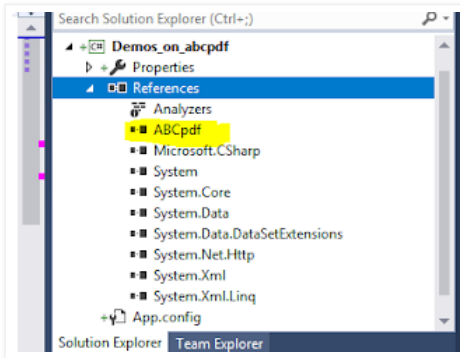 Search Solution Explorer (Ctrl+;)
C# Demos_on_abcpdf
Properties
References
Analyzers
ABCpdf
Microsoft.CSharp
System
System.Core
System.Data
System.Data.DataSetExtensions
System.Net.Http
System.Xml
System.Xml.Linq
App.config
Solution Explorer Team Explorer